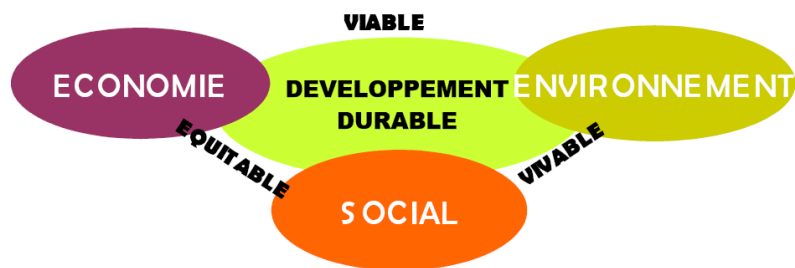 VIABLE
ECONOMIE
DEVELOPPEMENT
DURABLE
ENVIRONNEMENT
EQUITABLE
VIVABLE
SOCIAL